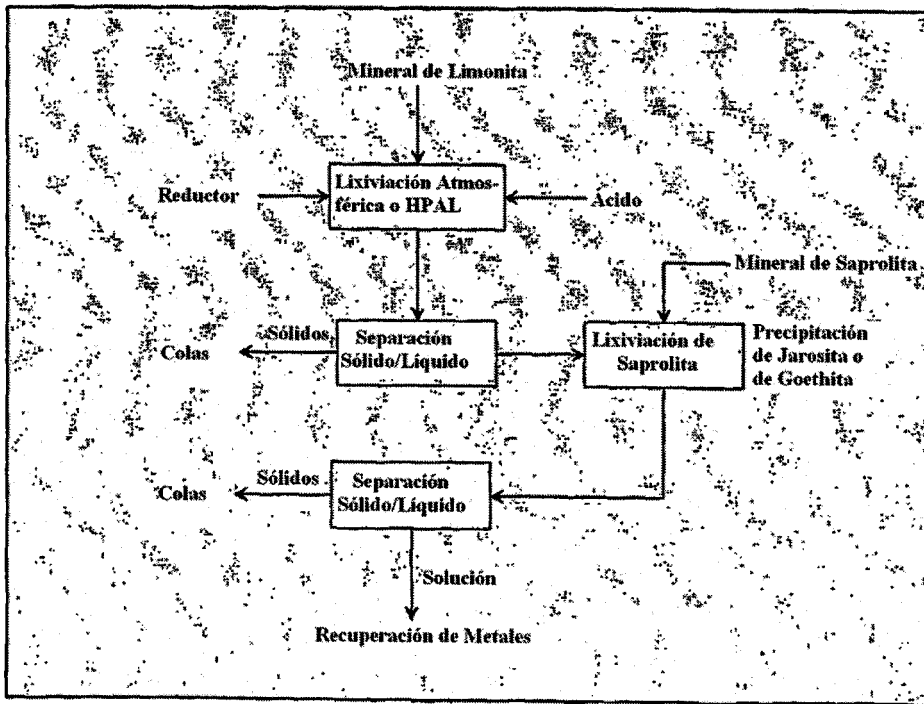 Mineral de Limonita
Reductor
Lixiviación Atmos-
férica o HPAL
Acido
Mineral de Saprolita
Colas
Sólidos
Separación
Sólido/Líquido
Lixiviación de
Saprolita
Precipitación
de Jarosita o
de Goethita
Colas
Sólidos
Separación
Sólido/Líquido
Solución
Recuperación de Metales